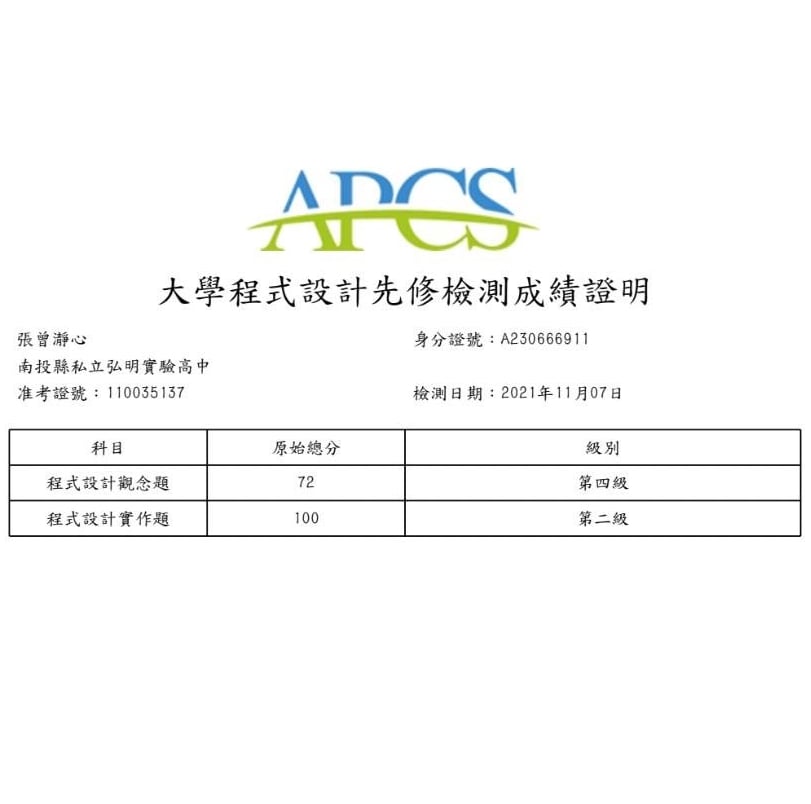 APCS
大學程式設計先修檢測成績證明
張曾瀞心 身分證號：A230666911
南投縣私立弘明實驗高中
准考證號：110035137 檢測日期：2021年11月07日
科目 原始總分 級別
程式設計觀念題 72 第四級
程式設計實作題 100 第二級